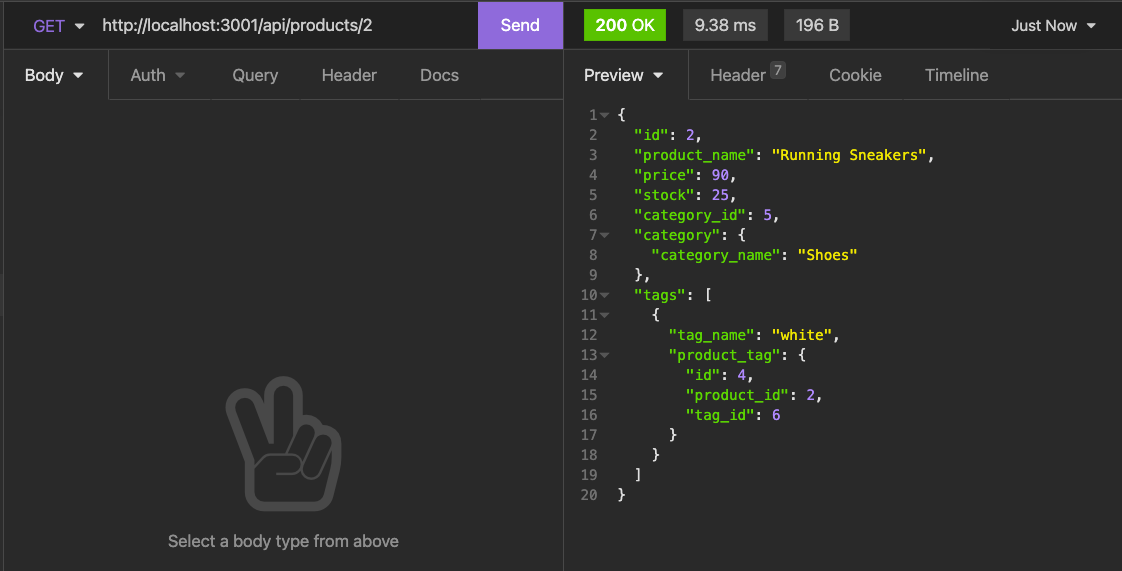 GET http://localhost:3001/api/products/2 Send 200 OK 9.38 ms 196 B Just Now
Body Auth Query Header Docs Preview Header 7 Cookie Timeline
1 {
2 "id": 2,
3 "product_name": "Running Sneakers",
4 "price": 90,
5 "stock": 25,
6 "category_id": 5,
7 "category": {
8 "category_name": "Shoes"
9 },
10 "tags": [
11 {
12 "tag_name": "white",
13 "product_tag": {
14 "id": 4,
15 "product_id": 2,
16 "tag_id": 6
17 }
18 }
19 ]
20 }
Select a body type from above